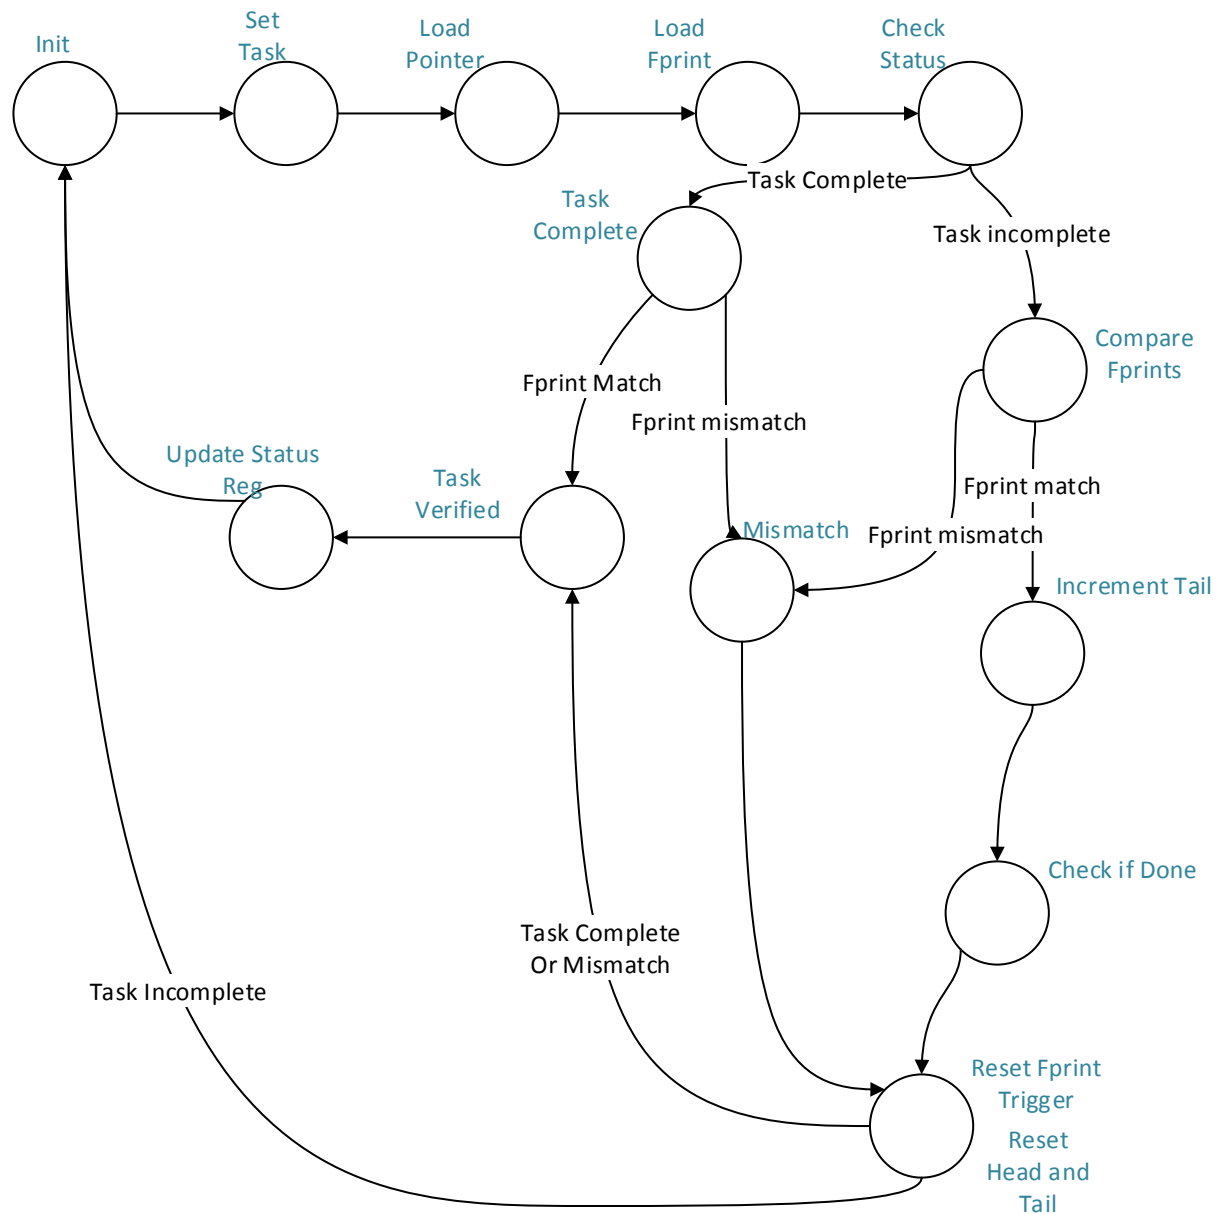 Init
Set
Task
Load
Pointer
Load
Fprint
Check
Status
Task Complete
Task
Complete
Task incomplete
Compare
Fprints
Fprint Match
Fprint mismatch
Update Status
Reg
Task
Verified
Fprint match
Mismatch
Fprint mismatch
Increment Tail
Check if Done
Task Complete
Or Mismatch
Task Incomplete
Reset Fprint
Trigger
Reset
Head and
Tail